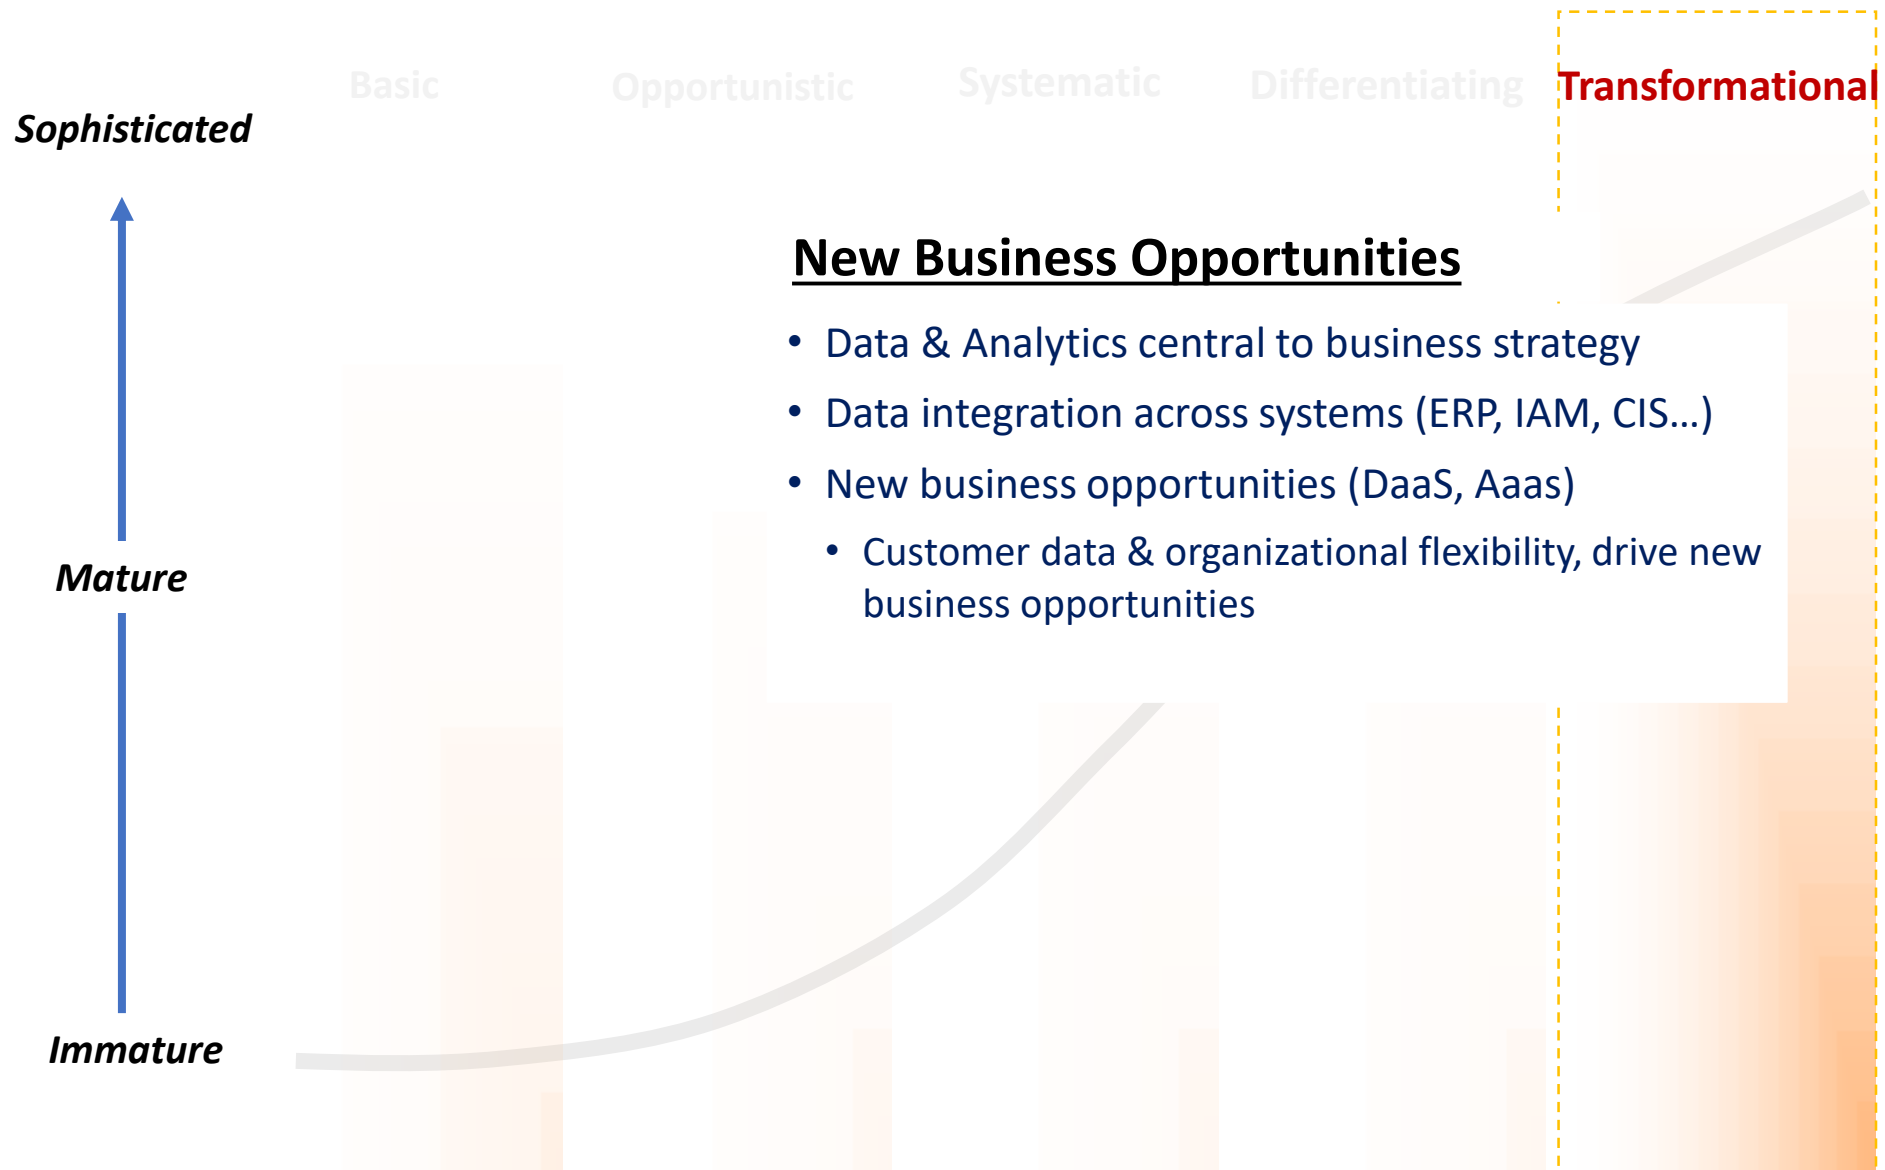 Basic
Opportunistic
Systematic
Differentiating
Transformational
Sophisticated
New Business Opportunities
• Data & Analytics central to business strategy
• Data integration across systems (ERP, IAM, CIS…)
• New business opportunities (DaaS, Aaas)
• Customer data & organizational flexibility, drive new
business opportunities
Mature
Immature